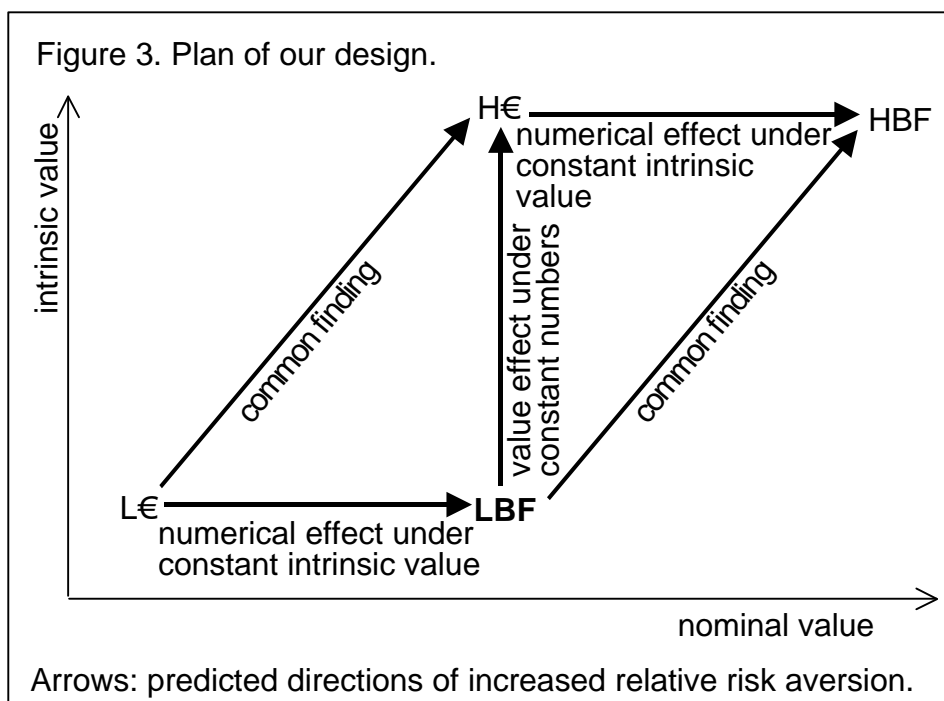 Figure 3. Plan of our design.
intrinsic value
H€
HBF
numerical effect under
constant intrinsic
value
common finding
value effect under
constant numbers
common finding
L€
LBF
numerical effect under
constant intrinsic value
nominal value
Arrows: predicted directions of increased relative risk aversion.